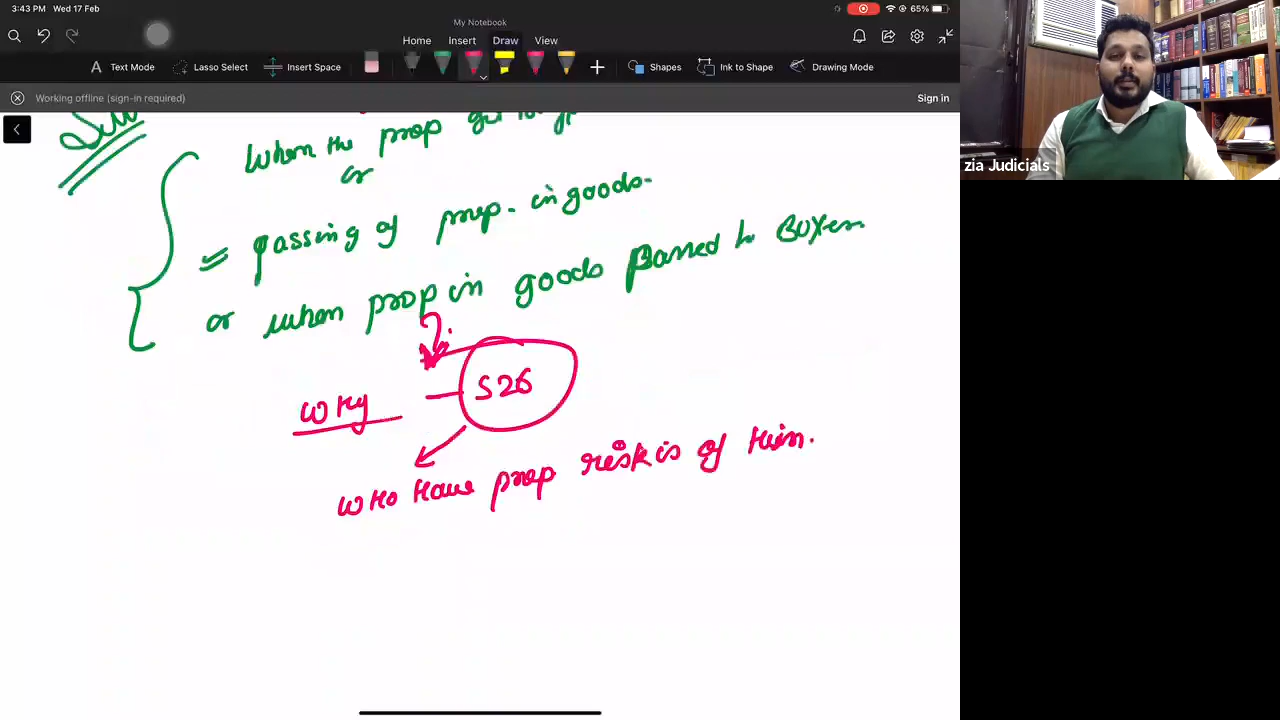 3:43 PM Wed 17 Feb
65%
My Notebook
Home Insert Draw View
Text Mode Lasso Select Insert Space Shapes Ink to Shape Drawing Mode
Working offline (sign-in required) Sign in
zia Judicials
When the prop
or
= passing of prop. in goods.
or when prop in goods passed to Buyer.
?
WHy - S26
who have prop risk is of him.